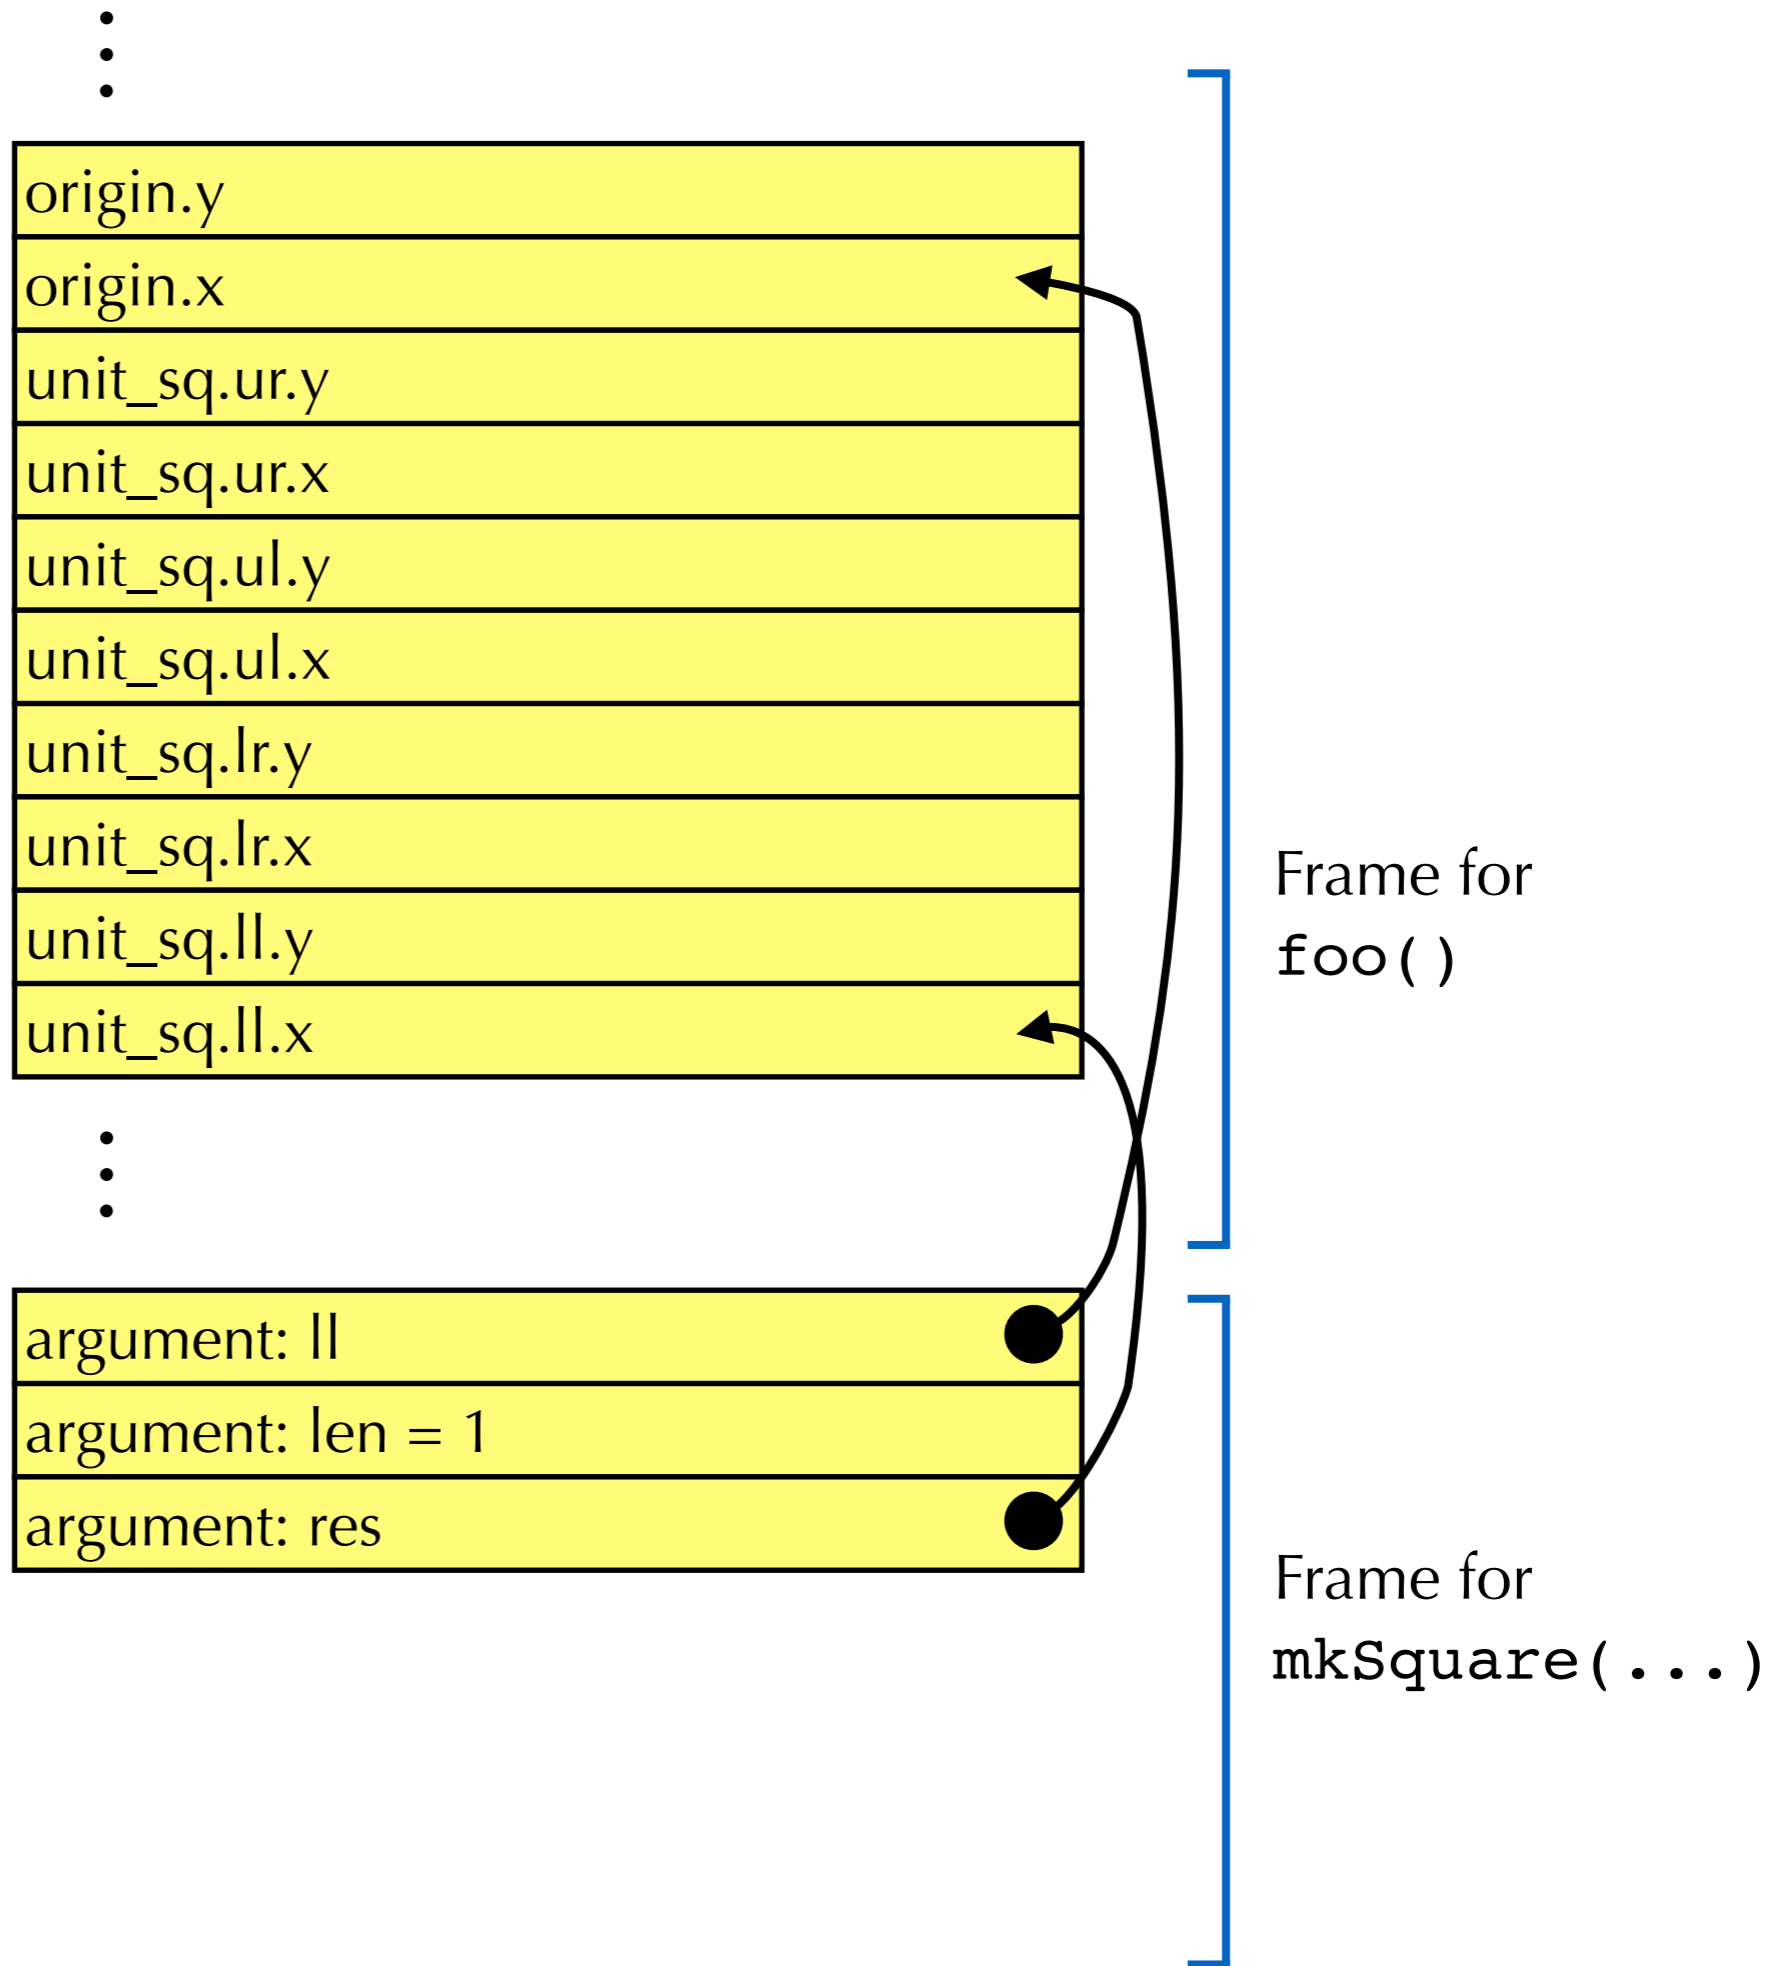 origin.y
origin.x
unit_sq.ur.y
unit_sq.ur.x
unit_sq.ul.y
unit_sq.ul.x
unit_sq.lr.y
unit_sq.lr.x
unit_sq.ll.y
unit_sq.ll.x
Frame for
foo()
argument: ll
argument: len = 1
argument: res
Frame for
mkSquare(...)